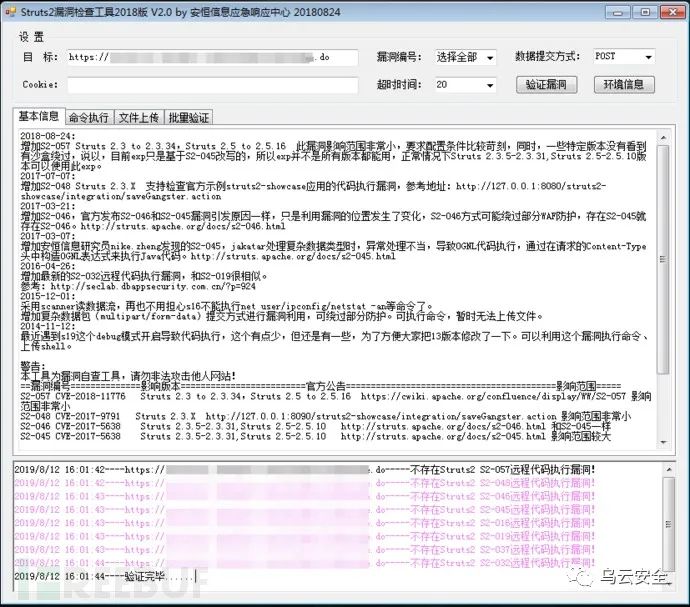 Struts2漏洞检查工具2018版 V2.0 by 安恒信息应急响应中心 20180824
设 置
目 标: https:// .do 漏洞编号: 选择全部 数据提交方式: POST
Cookie: 超时时间: 20 验证漏洞 环境信息
基本信息 命令执行 文件上传 批量验证
2018-08-24:
增加S2-057 Struts 2.3 to 2.3.34, Struts 2.5 to 2.5.16 此漏洞影响范围非常小, 要求配置条件比较苛刻, 同时, 一些特定版本没有看到
有沙盒绕过, 说以, 目前exp只是基于S2-045改写的, 所以exp并不是所有版本都能用, 正常情况下Struts 2.3.5-2.3.31,Struts 2.5-2.5.10版
本可以使用此exp。
2017-07-07:
增加S2-048 Struts 2.3.X 支持检查官方示例struts2-showcase应用的代码执行漏洞, 参考地址: http://127.0.0.1:8080/struts2-
showcase/integration/saveGangster.action
2017-03-21:
增加S2-046, 官方发布S2-046和S2-045漏洞引发原因一样, 只是利用漏洞的位置发生了变化, S2-046方式可能绕过部分WAF防护, 存在S2-045就
存在S2-046。http://struts.apache.org/docs/s2-046.html
2017-03-07:
增加安恒信息研究员nike.zheng发现的S2-045, jakatar处理复杂数据类型时, 异常处理不当, 导致OGNL代码执行, 通过在请求的Content-Type
头中构造OGNL表达式来执行Java代码。http://struts.apache.org/docs/s2-045.html
2016-04-26:
增加最新的S2-032远程代码执行漏洞, 和S2-019很相似。
参考: http://seclab.dbappsecurity.com.cn/?p=924
2015-12-01:
采用scanner读数据流, 再也不用担心s16不能执行net user/ipconfig/netstat -an等命令了。
增加复杂数据包(multipart/form-data)提交方式进行漏洞利用, 可绕过部分防护。可执行命令, 暂时无法上传文件。
2014-11-12:
最近遇到s19这个debug模式开启导致代码执行, 这个有点少, 但还是有一些, 为了方便大家把13版本修改了一下。可以利用这个漏洞执行命令、
上传shell。
警告:
本工具为漏洞自查工具, 请勿非法攻击他人网站!
==漏洞编号==============影响版本=========================官方公告==============================影响范围=====
S2-057 CVE-2018-11776 Struts 2.3 to 2.3.34, Struts 2.5 to 2.5.16 https://cwiki.apache.org/confluence/display/WW/S2-057 影响
范围非常小
S2-048 CVE-2017-9791 Struts 2.3.X http://127.0.0.1:8090/struts2-showcase/integration/saveGangster.action 影响范围非常小
S2-046 CVE-2017-5638 Struts 2.3.5-2.3.31,Struts 2.5-2.5.10 http://struts.apache.org/docs/s2-046.html 和S2-045一样
S2-045 CVE-2017-5638 Struts 2.3.5-2.3.31,Struts 2.5-2.5.10 http://struts.apache.org/docs/s2-045.html 影响范围较大
2019/8/12 16:01:42----https:// .do-----不存在Struts2 S2-057远程代码执行漏洞!
2019/8/12 16:01:42----https:// .do-----不存在Struts2 S2-048远程代码执行漏洞!
2019/8/12 16:01:43----https:// .do-----不存在Struts2 S2-046远程代码执行漏洞!
2019/8/12 16:01:43----https:// .do-----不存在Struts2 S2-045远程代码执行漏洞!
2019/8/12 16:01:43----https:// .do-----不存在Struts2 S2-016远程代码执行漏洞!
2019/8/12 16:01:43----https:// .do-----不存在Struts2 S2-019远程代码执行漏洞!
2019/8/12 16:01:44----https:// .do-----不存在Struts2 S2-037远程代码执行漏洞!
2019/8/12 16:01:44----https:// .do-----不存在Struts2 S2-032远程代码执行漏洞!
2019/8/12 16:01:44----验证完毕......
REEBUF
乌云安全